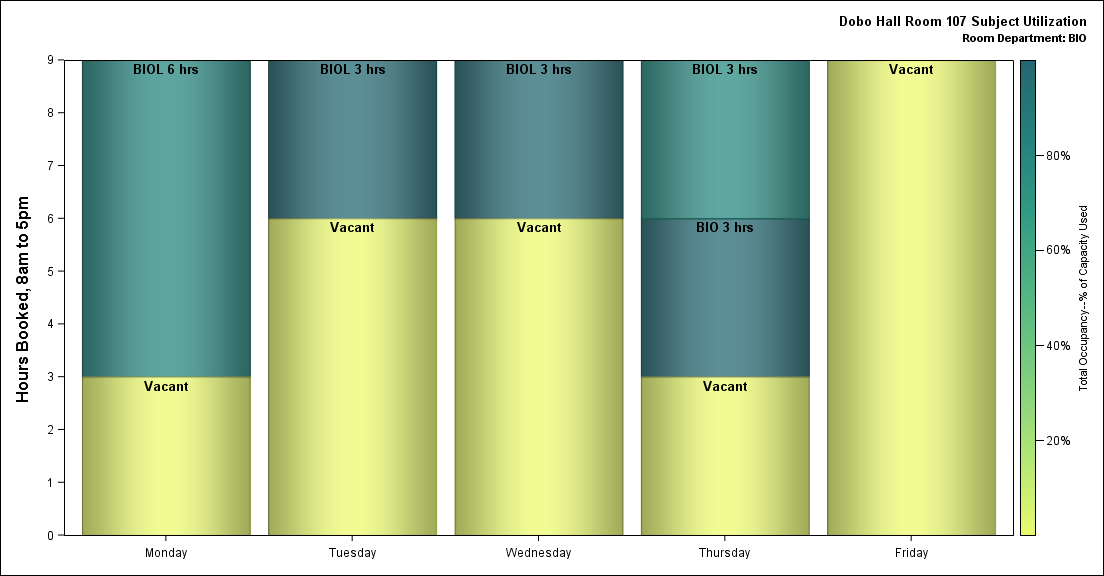 Dobo Hall Room 107 Subject Utilization
Room Department: BIO
Hours Booked, 8am to 5pm
9
8
7
6
5
4
3
2
1
0
BIOL 6 hrs
Vacant
BIOL 3 hrs
Vacant
BIOL 3 hrs
Vacant
BIOL 3 hrs
BIO 3 hrs
Vacant
Vacant
Monday
Tuesday
Wednesday
Thursday
Friday
80%
60%
40%
20%
Total Occupancy--% of Capacity Used